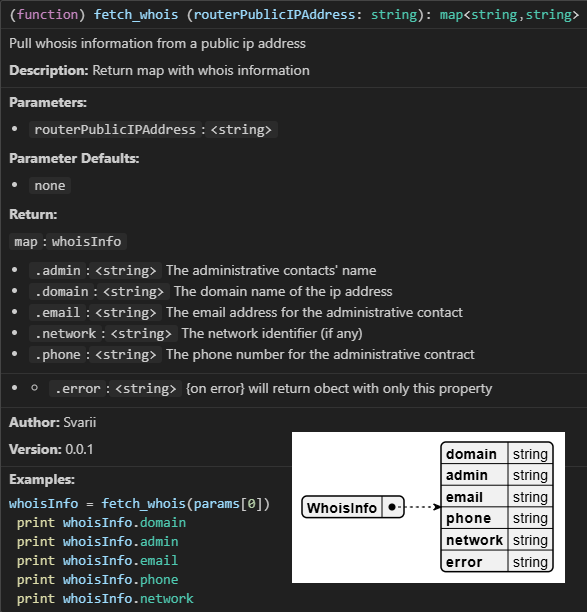 (function) fetch_whois (routerPublicIPAddress: string): map<string,string>
Pull whosis information from a public ip address
Description: Return map with whois information
Parameters:
• routerPublicIPAddress : <string>
Parameter Defaults:
• none
Return:
map : whoisInfo
• .admin : <string> The administrative contacts' name
• .domain : <string> The domain name of the ip address
• .email : <string> The email address for the administrative contact
• .network : <string> The network identifier (if any)
• .phone : <string> The phone number for the administrative contract
• ◦ .error : <string> {on error} will return obect with only this property
Author: Svarii
Version: 0.0.1
Examples:
whoisInfo = fetch_whois(params[0])
print whoisInfo.domain
print whoisInfo.admin
print whoisInfo.email
print whoisInfo.phone
print whoisInfo.network
WhoisInfo
domain string
admin string
email string
phone string
network string
error string